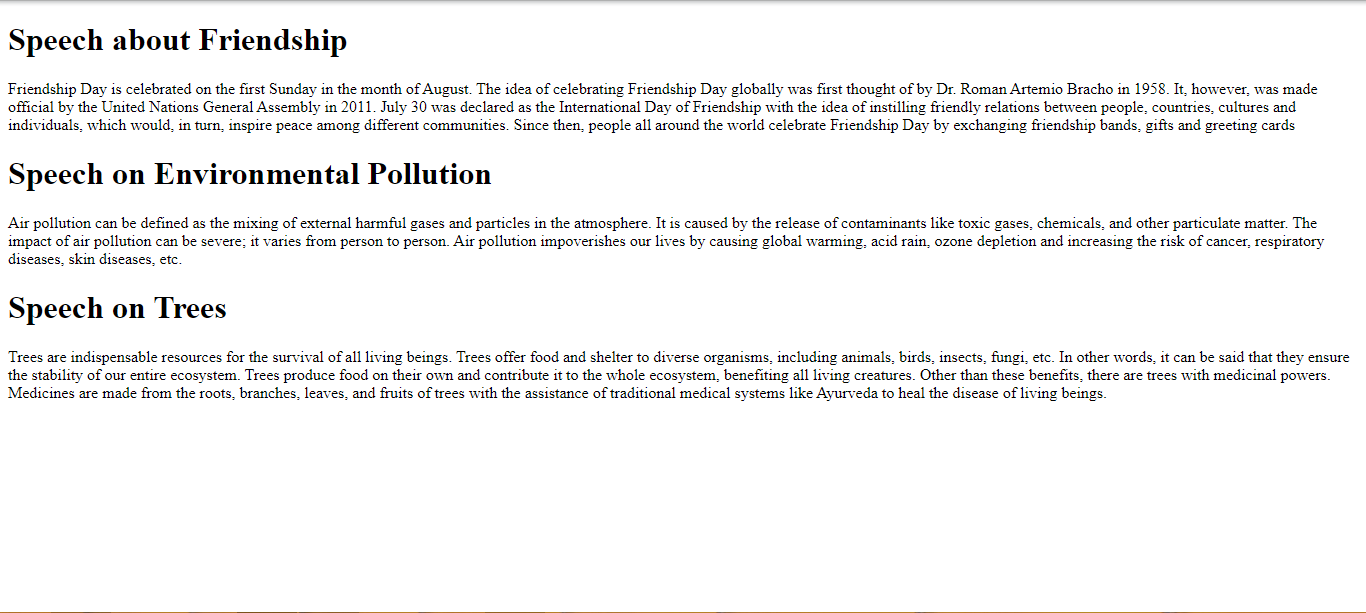 Speech about Friendship
Friendship Day is celebrated on the first Sunday in the month of August. The idea of celebrating Friendship Day globally was first thought of by Dr. Roman Artemio Bracho in 1958. It, however, was made
official by the United Nations General Assembly in 2011. July 30 was declared as the International Day of Friendship with the idea of instilling friendly relations between people, countries, cultures and
individuals, which would, in turn, inspire peace among different communities. Since then, people all around the world celebrate Friendship Day by exchanging friendship bands, gifts and greeting cards
Speech on Environmental Pollution
Air pollution can be defined as the mixing of external harmful gases and particles in the atmosphere. It is caused by the release of contaminants like toxic gases, chemicals, and other particulate matter. The
impact of air pollution can be severe; it varies from person to person. Air pollution impoverishes our lives by causing global warming, acid rain, ozone depletion and increasing the risk of cancer, respiratory
diseases, skin diseases, etc.
Speech on Trees
Trees are indispensable resources for the survival of all living beings. Trees offer food and shelter to diverse organisms, including animals, birds, insects, fungi, etc. In other words, it can be said that they ensure
the stability of our entire ecosystem. Trees produce food on their own and contribute it to the whole ecosystem, benefiting all living creatures. Other than these benefits, there are trees with medicinal powers.
Medicines are made from the roots, branches, leaves, and fruits of trees with the assistance of traditional medical systems like Ayurveda to heal the disease of living beings.